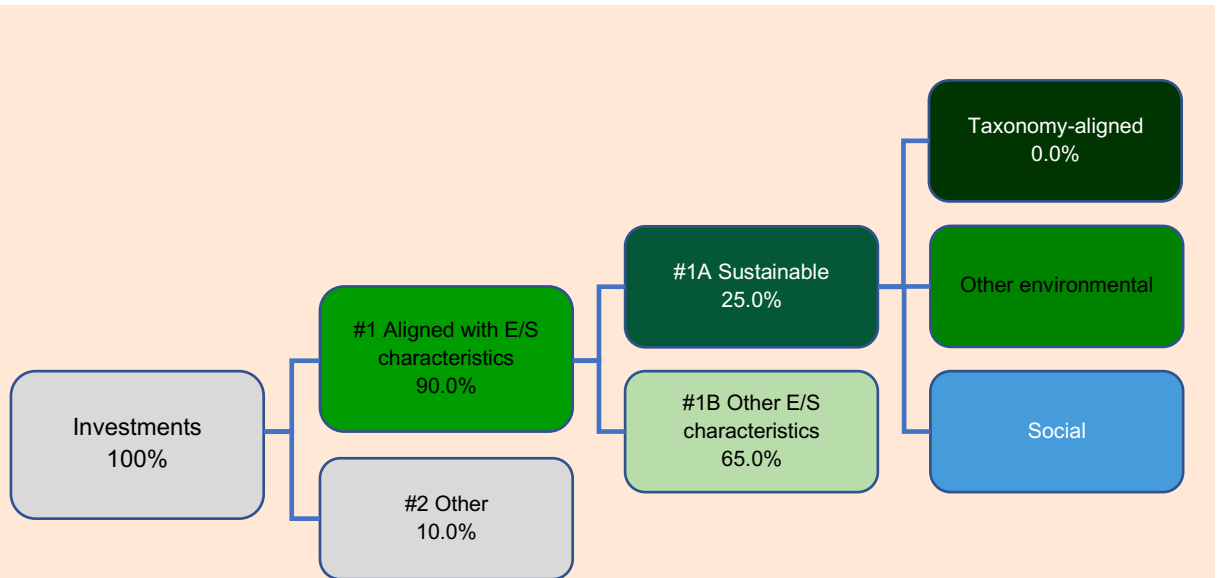 Investments
100%
#1 Aligned with E/S
characteristics
90.0%
#2 Other
10.0%
#1A Sustainable
25.0%
#1B Other E/S
characteristics
65.0%
Taxonomy-aligned
0.0%
Other environmental
Social